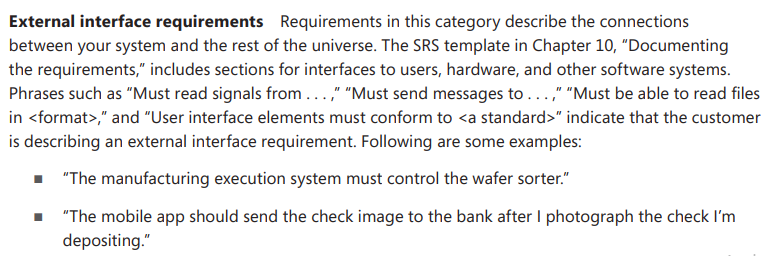 External interface requirements Requirements in this category describe the connections
between your system and the rest of the universe. The SRS template in Chapter 10, “Documenting
the requirements,” includes sections for interfaces to users, hardware, and other software systems.
Phrases such as “Must read signals from . . . ,” “Must send messages to . . . ,” “Must be able to read files
in <format>,” and “User interface elements must conform to <a standard>” indicate that the customer
is describing an external interface requirement. Following are some examples:
■ “The manufacturing execution system must control the wafer sorter.”
■ “The mobile app should send the check image to the bank after I photograph the check I’m
depositing.”